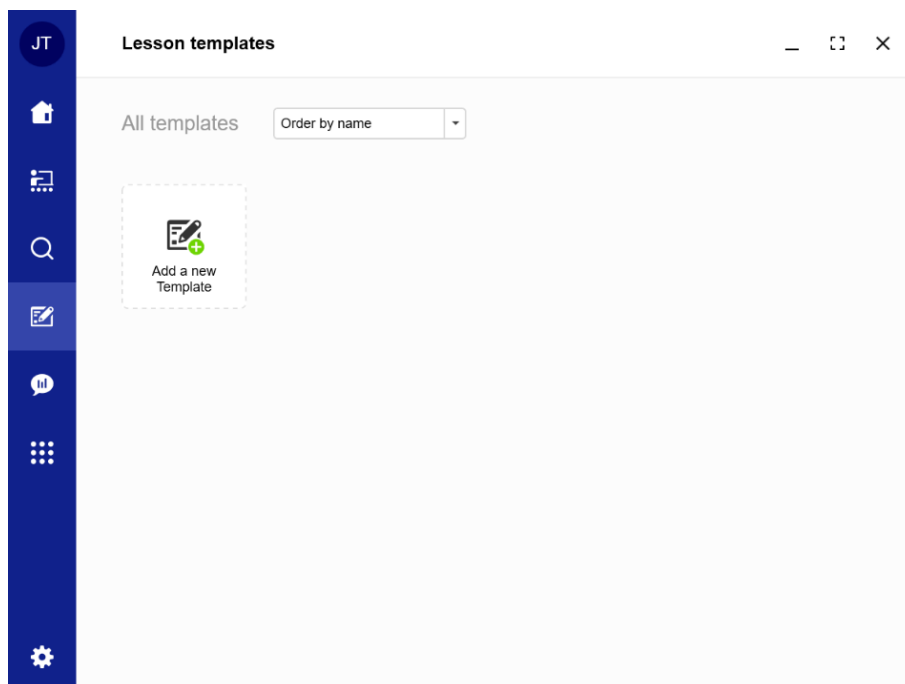 JT
Lesson templates
All templates
Order by name
Add a new
Template